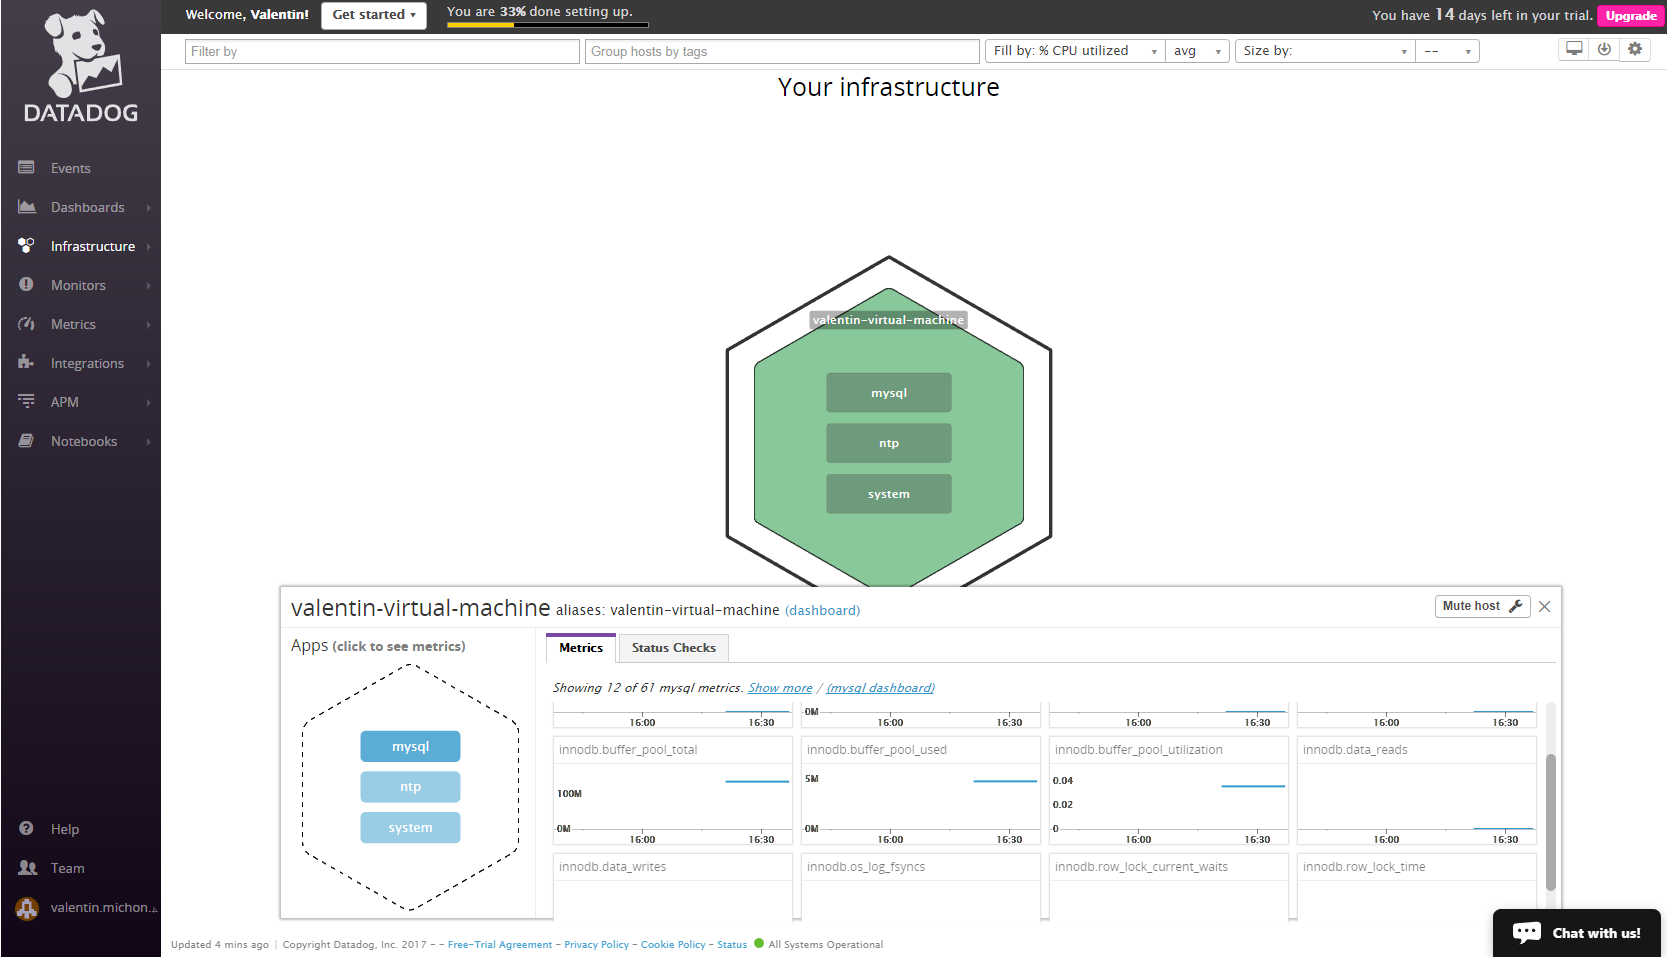 DATADOG
Events
Dashboards
Infrastructure
Monitors
Metrics
Integrations
APM
Notebooks
Help
Team
valentin.michon...
Welcome, Valentin!
Get started
You are 33% done setting up.
You have 14 days left in your trial.
Upgrade
Filter by
Group hosts by tags
Fill by: % CPU utilized
avg
Size by:
--
Your infrastructure
valentin-virtual-machine
mysql
ntp
system
valentin-virtual-machine aliases: valentin-virtual-machine (dashboard)
Mute host
Apps (click to see metrics)
mysql
ntp
system
Metrics
Status Checks
Showing 12 of 61 mysql metrics. Show more / (mysql dashboard)
16:00 16:30
0M
16:00 16:30
16:00 16:30
16:00 16:30
innodb.buffer_pool_total
100M
0M
16:00 16:30
innodb.buffer_pool_used
5M
0M
16:00 16:30
innodb.buffer_pool_utilization
0.04
0.02
0
16:00 16:30
innodb.data_reads
16:00 16:30
innodb.data_writes
innodb.os_log_fsyncs
innodb.row_lock_current_waits
innodb.row_lock_time
Updated 4 mins ago | Copyright Datadog, Inc. 2017 - - Free-Trial Agreement - Privacy Policy - Cookie Policy - Status All Systems Operational
Chat with us!